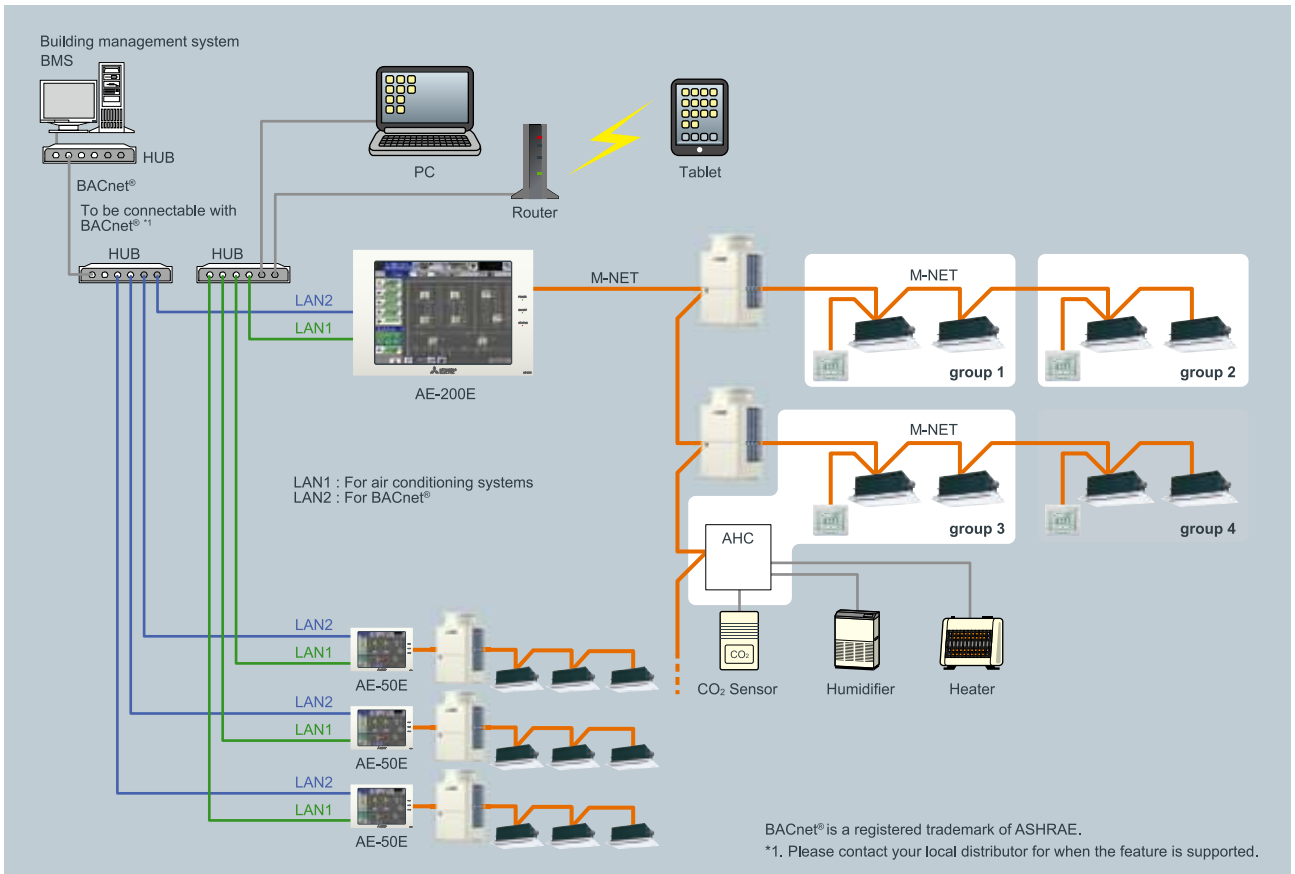 Building management system
BMS
HUB
BACnet®
To be connectable with
BACnet® *1
HUB
HUB
PC
Router
Tablet
LAN2
LAN1
AE-200E
M-NET
M-NET
group 1
group 2
M-NET
group 3
group 4
LAN1 : For air conditioning systems
LAN2 : For BACnet®
AHC
CO₂
CO₂ Sensor
Humidifier
Heater
LAN2
LAN1
AE-50E
LAN2
LAN1
AE-50E
LAN2
LAN1
AE-50E
BACnet® is a registered trademark of ASHRAE.
*1. Please contact your local distributor for when the feature is supported.